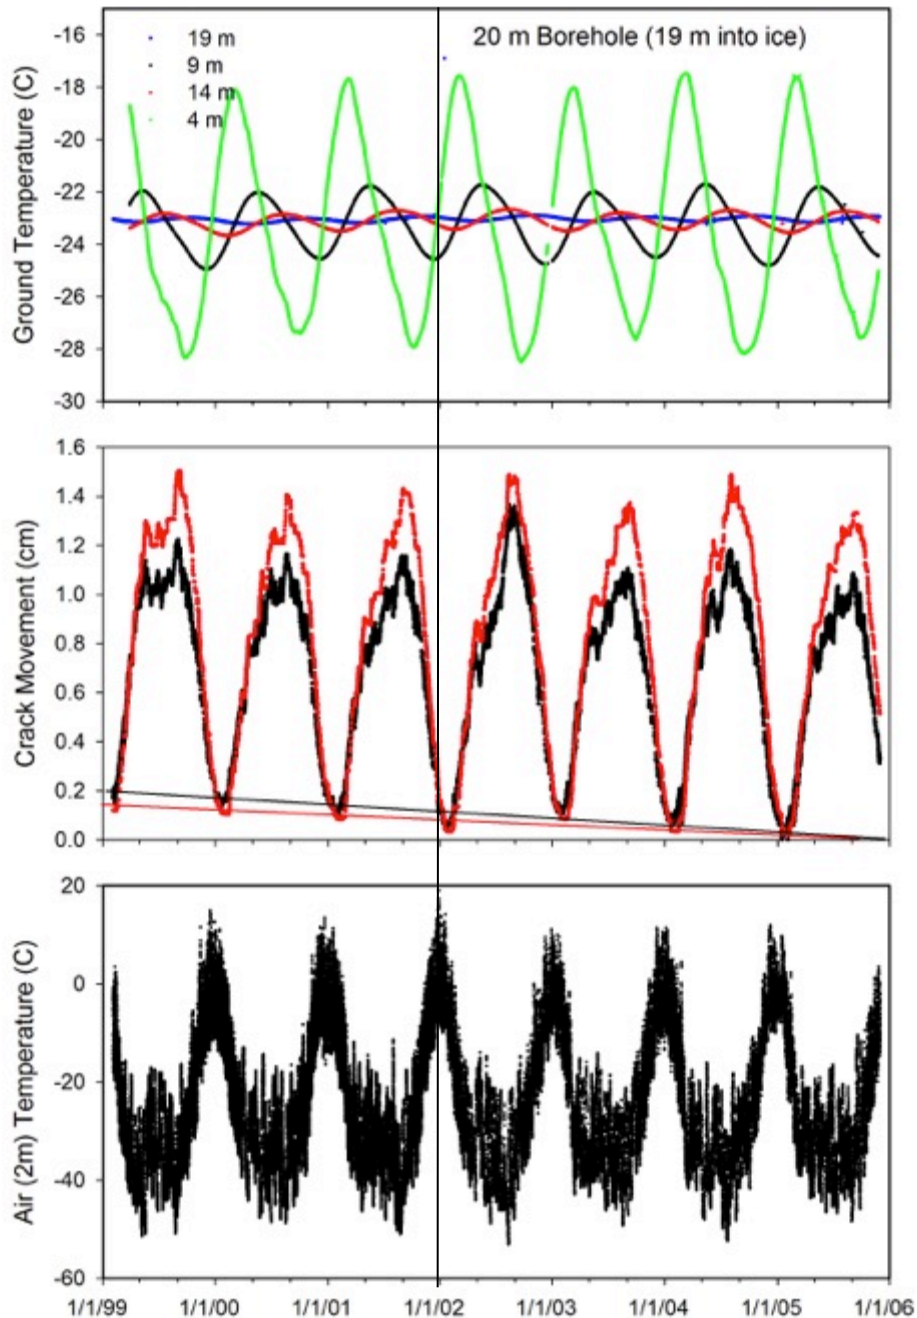 20 m Borehole (19 m into ice)
19 m
9 m
14 m
4 m
Ground Temperature (C)
-16
-18
-20
-22
-24
-26
-28
-30
Crack Movement (cm)
1.6
1.4
1.2
1.0
0.8
0.6
0.4
0.2
0.0
Air (2m) Temperature (C)
20
0
-20
-40
-60
1/1/99 1/1/00 1/1/01 1/1/02 1/1/03 1/1/04 1/1/05 1/1/06